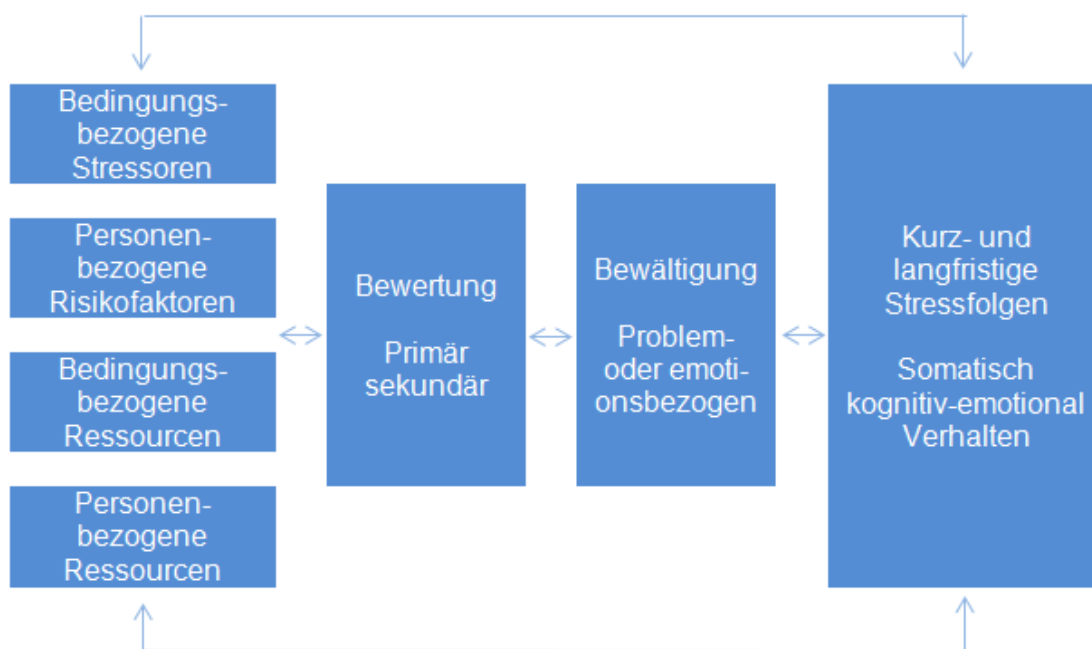 Bedingungs-
bezogene
Stressoren
Personen-
bezogene
Risikofaktoren
Bedingungs-
bezogene
Ressourcen
Personen-
bezogene
Ressourcen
Bewertung
Primär
sekundär
Bewältigung
Problem-
oder emoti-
onsbezogen
Kurz- und
langfristige
Stressfolgen
Somatisch
kognitiv-emotional
Verhalten